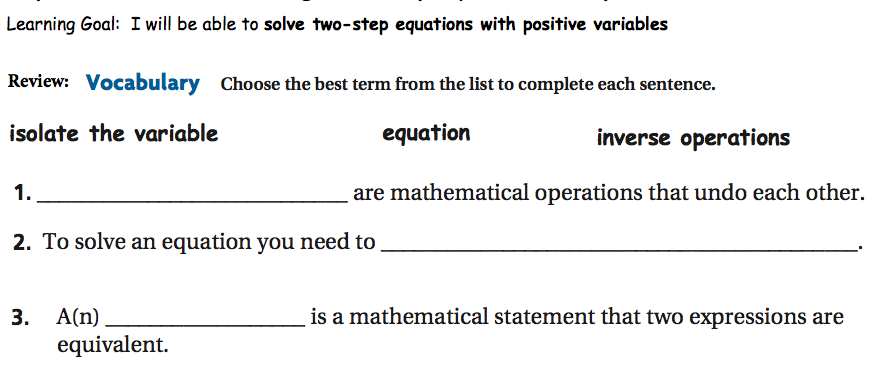 Learning Goal: I will be able to solve two-step equations with positive variables
Review: Vocabulary Choose the best term from the list to complete each sentence.
isolate the variable equation inverse operations
1. ______________________________ are mathematical operations that undo each other.
2. To solve an equation you need to ______________________________________________.
3. A(n) ___________________ is a mathematical statement that two expressions are
equivalent.